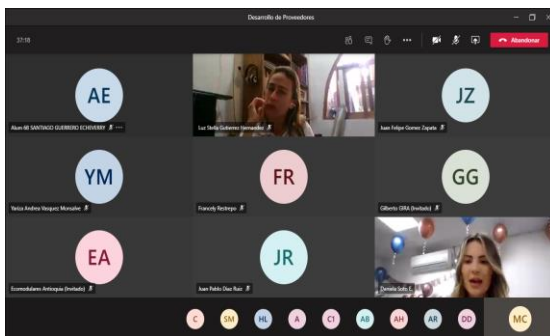 Desarrollo de Proveedores
37:18
Abandonar
AE
JZ
Alum-68 SANTIAGO GUERRERO ECHEVERRY
Luz Stella Gutierrez Hernandez
Juan Felipe Gomez Zapata
YM
FR
GG
Yesica Andrea Vasquez Monsalve
Francely Restrepo
Gilberto GIRA (Invitado)
EA
JR
Ecomodulares Antioquia (Invitado)
Juan Pablo Diaz Ruiz
Daniela Soto E.
C
SM
HL
A
C1
AB
AH
AR
DD
MC